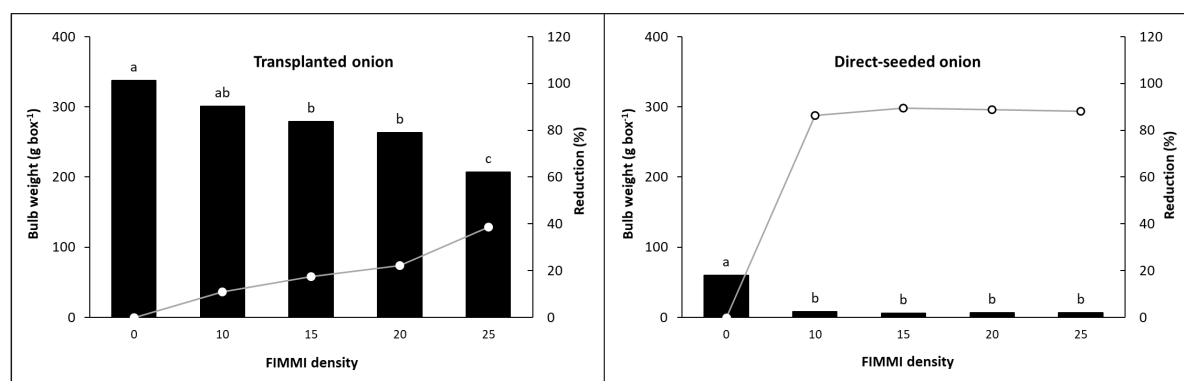 Transplanted onion
Bulb weight (g box⁻¹)
400
300
200
100
0
a
ab
b
b
c
120
100
80
60
40
20
0
Reduction (%)
0 10 15 20 25
FIMMI density
Direct-seeded onion
Bulb weight (g box⁻¹)
400
300
200
100
0
a
b
b
b
b
120
100
80
60
40
20
0
Reduction (%)
0 10 15 20 25
FIMMI density